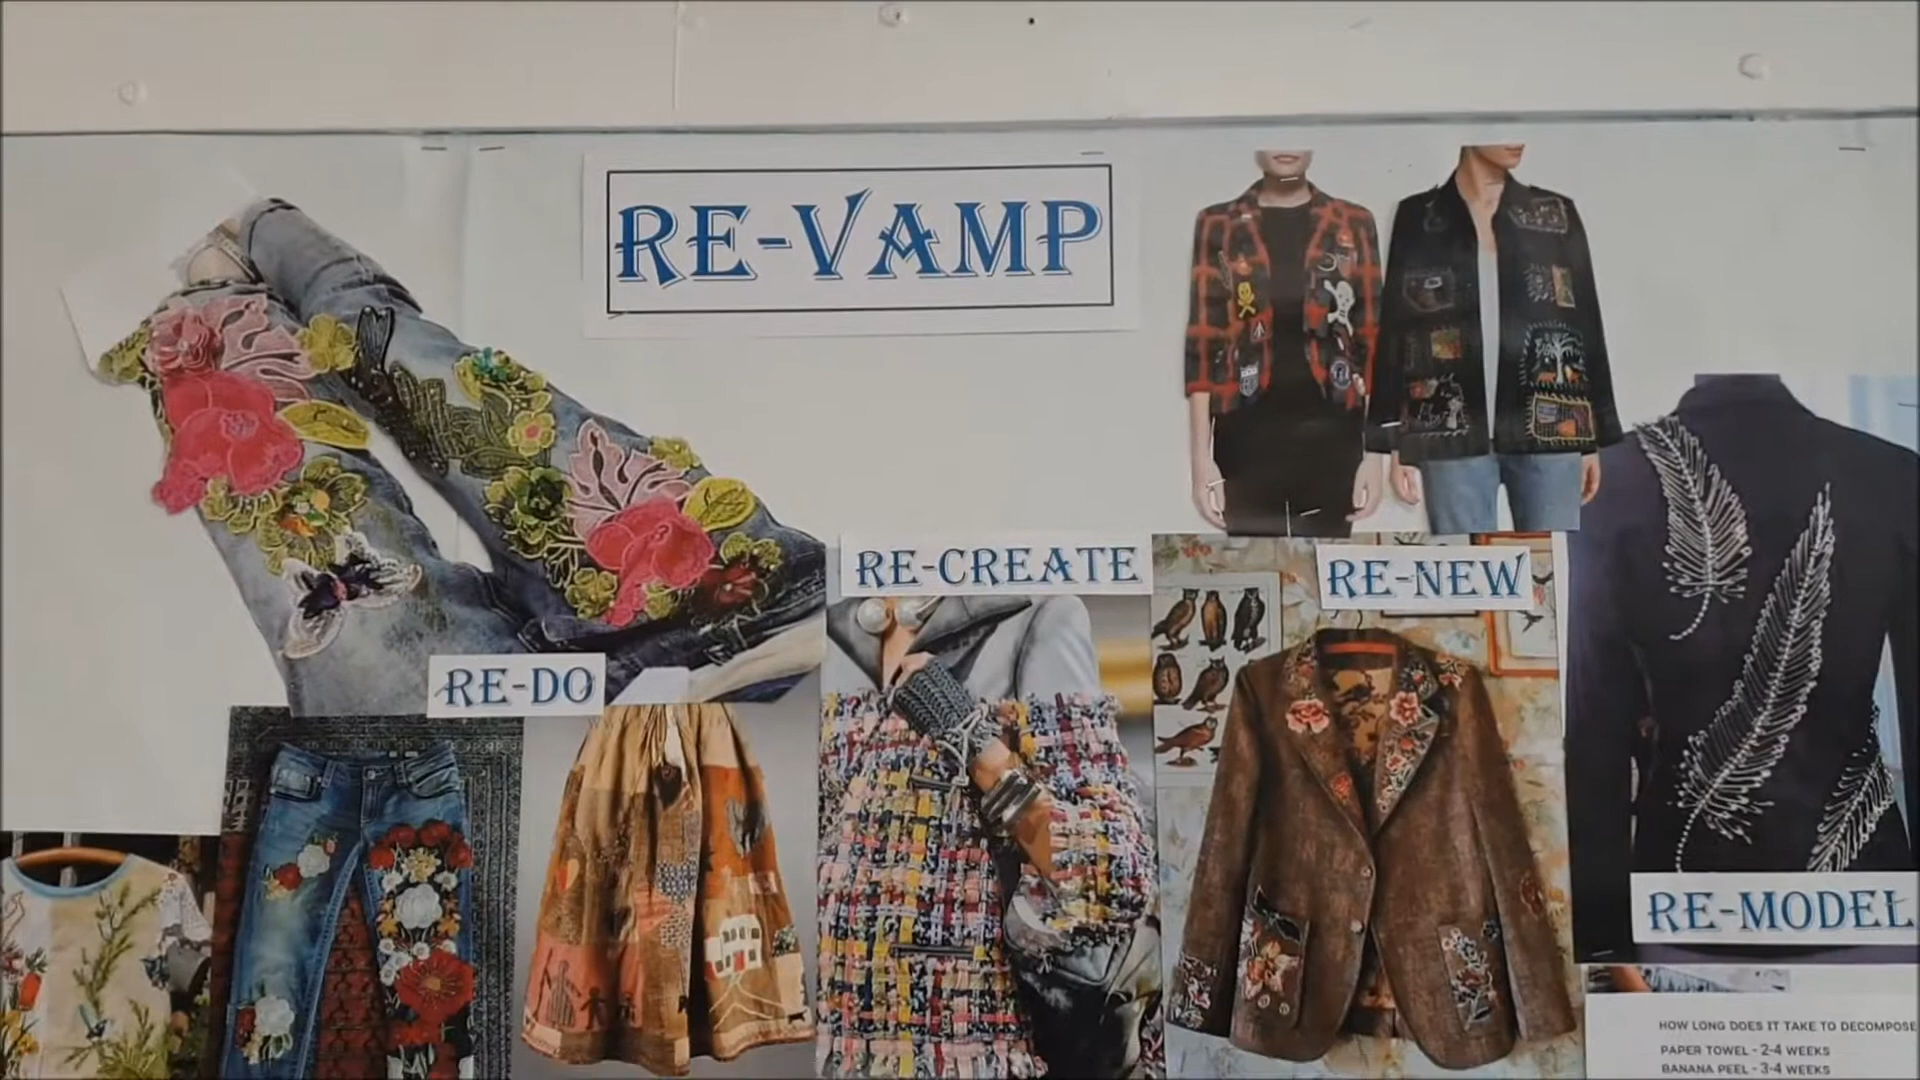 RE-VAMP
RE-CREATE
RE-NEW
RE-DO
RE-MODEL
HOW LONG DOES IT TAKE TO DECOMPOSE
PAPER TOWEL - 2-4 WEEKS
BANANA PEEL - 3-4 WEEKS